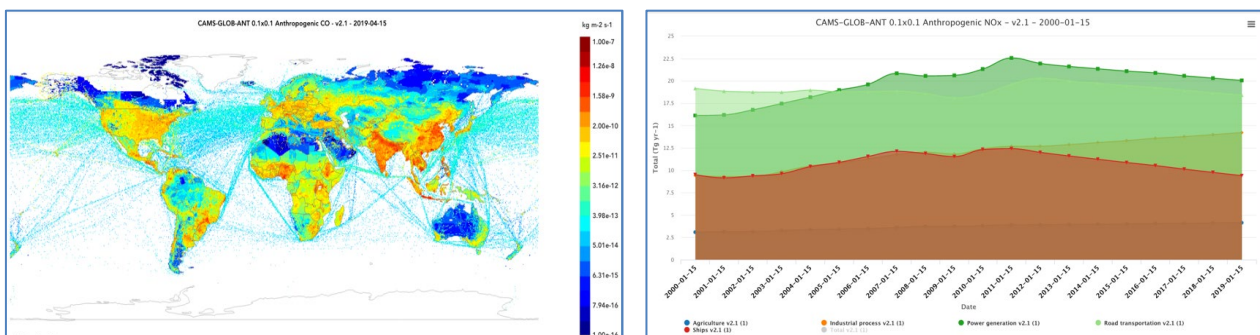 CAMS-GLOB-ANT 0.1x0.1 Anthropogenic CO - v2.1 - 2019-04-15
kg m-2 s-1
1.00e-7
1.26e-8
1.58e-9
2.00e-10
2.51e-11
3.16e-12
3.98e-13
5.01e-14
6.31e-15
7.94e-16
1.00e-16
CAMS-GLOB-ANT 0.1x0.1 Anthropogenic NOx - v2.1 - 2000-01-15
Total (Tg yr-1)
25
22.5
20
17.5
15
12.5
10
7.5
5
2.5
0
2000-01-15
2001-01-15
2002-01-15
2003-01-15
2004-01-15
2005-01-15
2006-01-15
2007-01-15
2008-01-15
2009-01-15
2010-01-15
2011-01-15
2012-01-15
2013-01-15
2014-01-15
2015-01-15
2016-01-15
2017-01-15
2018-01-15
2019-01-15
Date
Agriculture v2.1 (1)
Industrial process v2.1 (1)
Power generation v2.1 (1)
Road transportation v2.1 (1)
Ships v2.1 (1)
Total v2.1 (1)